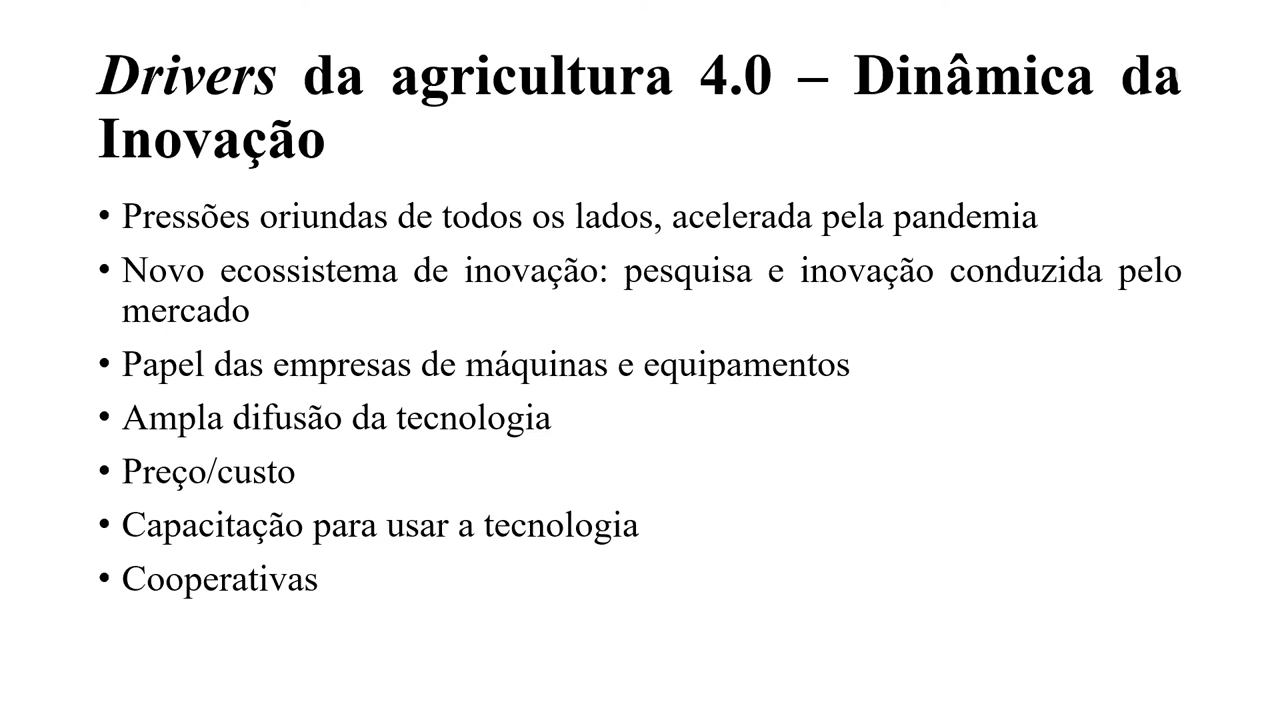 Drivers da agricultura 4.0 – Dinâmica da
Inovação
• Pressões oriundas de todos os lados, acelerada pela pandemia
• Novo ecossistema de inovação: pesquisa e inovação conduzida pelo
mercado
• Papel das empresas de máquinas e equipamentos
• Ampla difusão da tecnologia
• Preço/custo
• Capacitação para usar a tecnologia
• Cooperativas